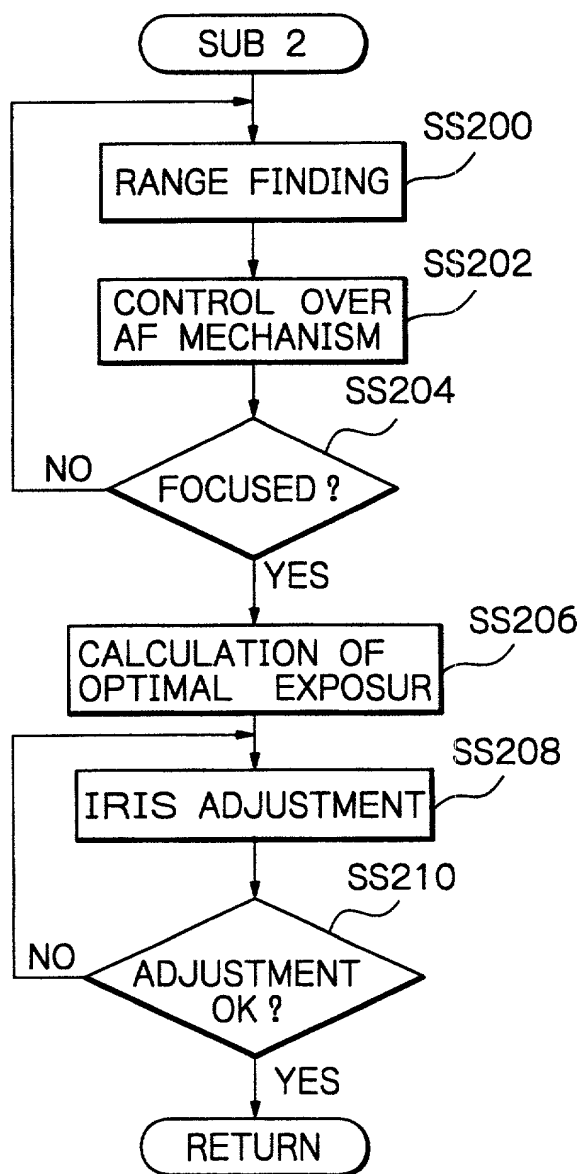 SUB 2
SS200
RANGE FINDING
SS202
CONTROL OVER
AF MECHANISM
SS204
NO
FOCUSED ?
YES
SS206
CALCULATION OF
OPTIMAL EXPOSUR
SS208
IRIS ADJUSTMENT
SS210
NO
ADJUSTMENT
OK ?
YES
RETURN